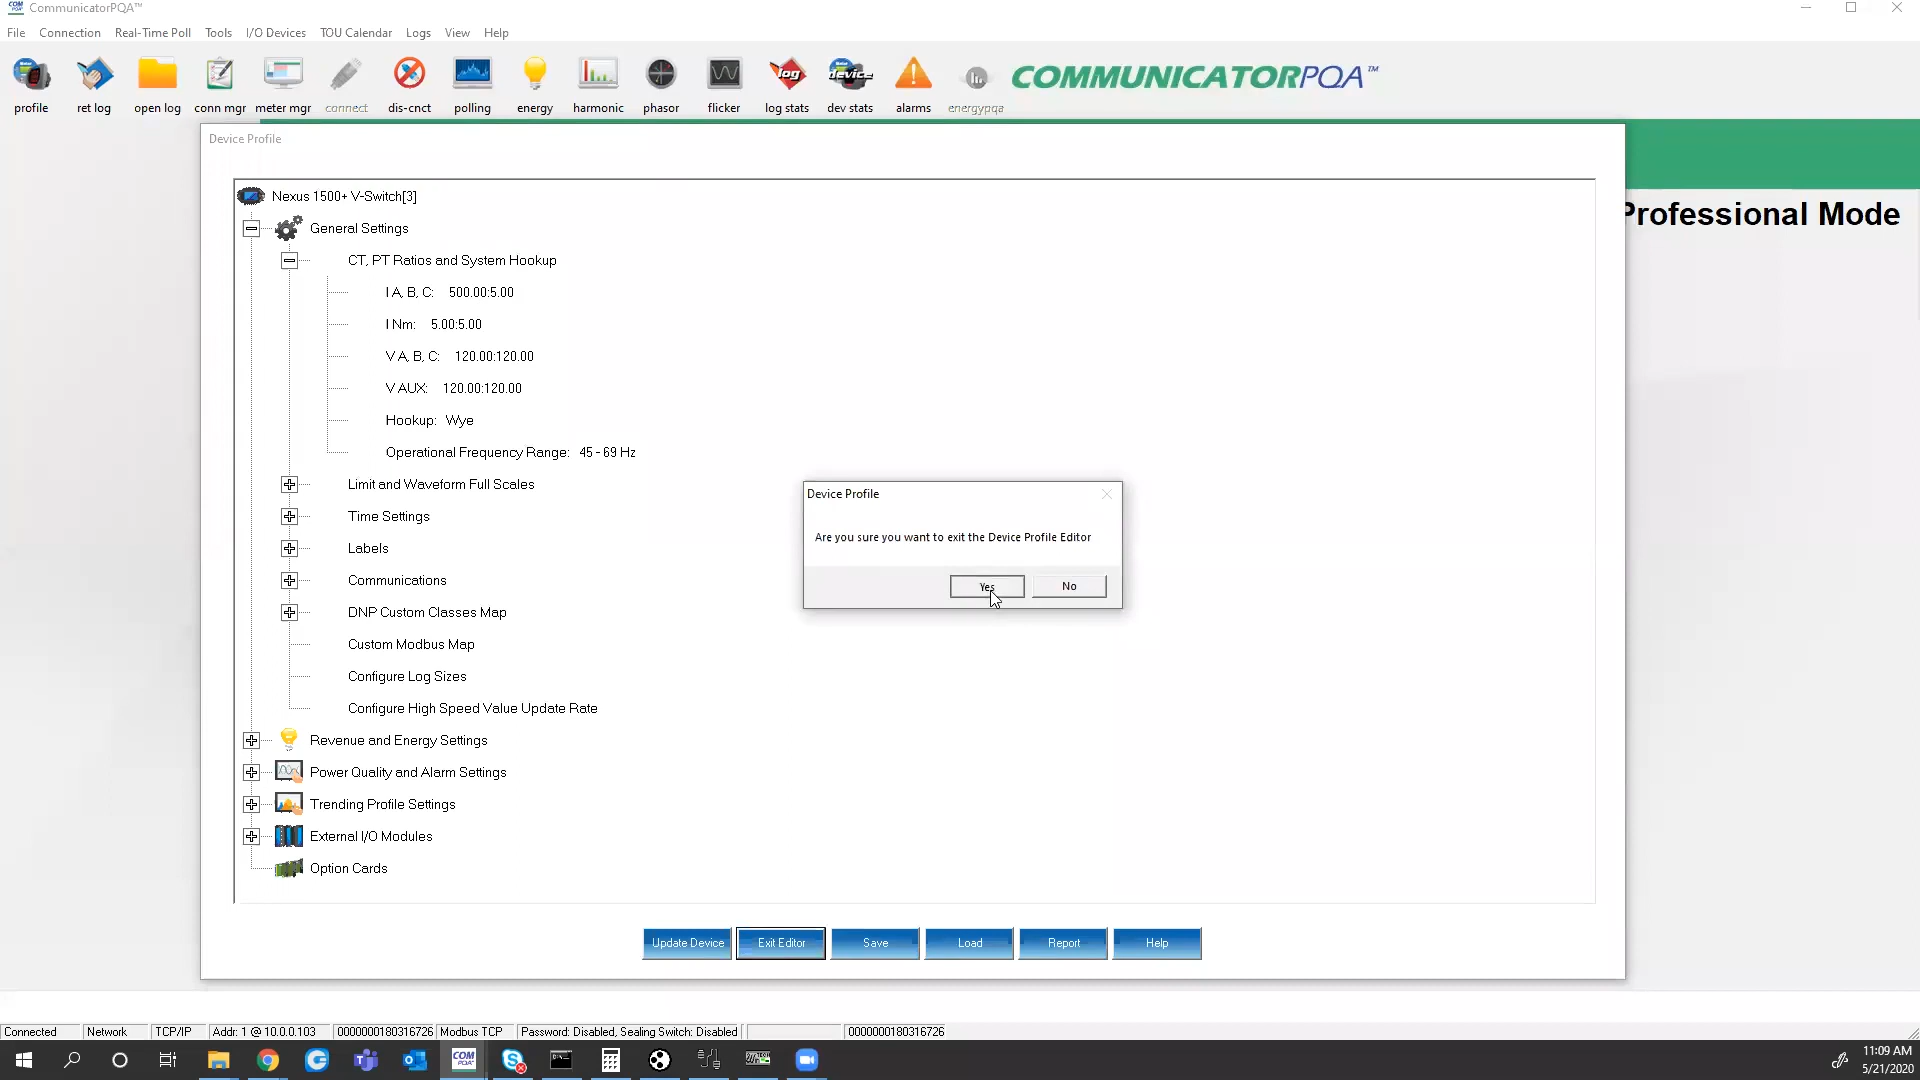 CommunicatorPQA™
File Connection Real-Time Poll Tools I/O Devices TOU Calendar Logs View Help
profile ret log open log conn mgr meter mgr connect dis-cnct polling energy harmonic phasor flicker log stats dev stats alarms energypqa
log
device
COMMUNICATORPQA™
Device Profile
Professional Mode
Nexus 1500+ V-Switch[3]
General Settings
CT, PT Ratios and System Hookup
I A, B, C: 500.00:5.00
I Nm: 5.00:5.00
V A, B, C: 120.00:120.00
V AUX: 120.00:120.00
Hookup: Wye
Operational Frequency Range: 45 - 69 Hz
Limit and Waveform Full Scales
Time Settings
Labels
Communications
DNP Custom Classes Map
Custom Modbus Map
Configure Log Sizes
Configure High Speed Value Update Rate
Revenue and Energy Settings
Power Quality and Alarm Settings
Trending Profile Settings
External I/O Modules
Option Cards
Device Profile
Are you sure you want to exit the Device Profile Editor
Yes No
Update Device Exit Editor Save Load Report Help
Connected Network TCP/IP Addr: 1 @ 10.0.0.103 0000000180316726 Modbus TCP Password: Disabled, Sealing Switch: Disabled 0000000180316726
COM
PQA
11:09 AM
5/21/2020